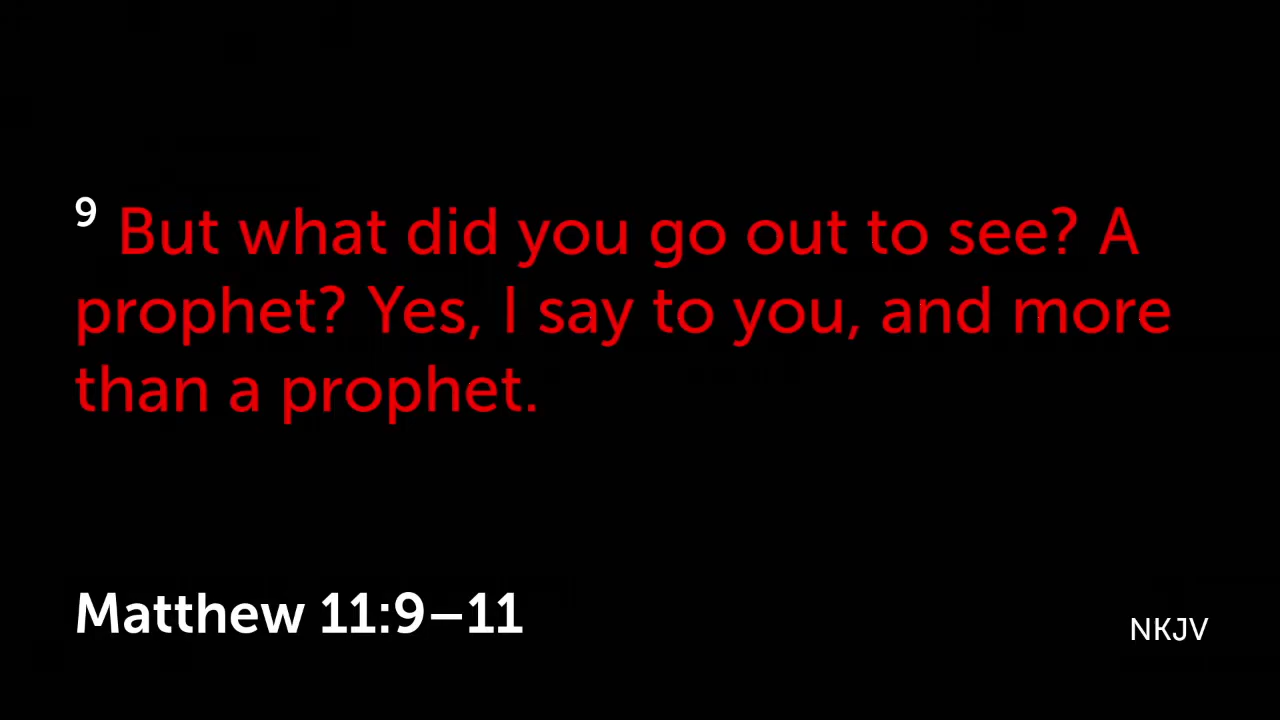 9 But what did you go out to see? A
prophet? Yes, I say to you, and more
than a prophet.
Matthew 11:9–11
NKJV